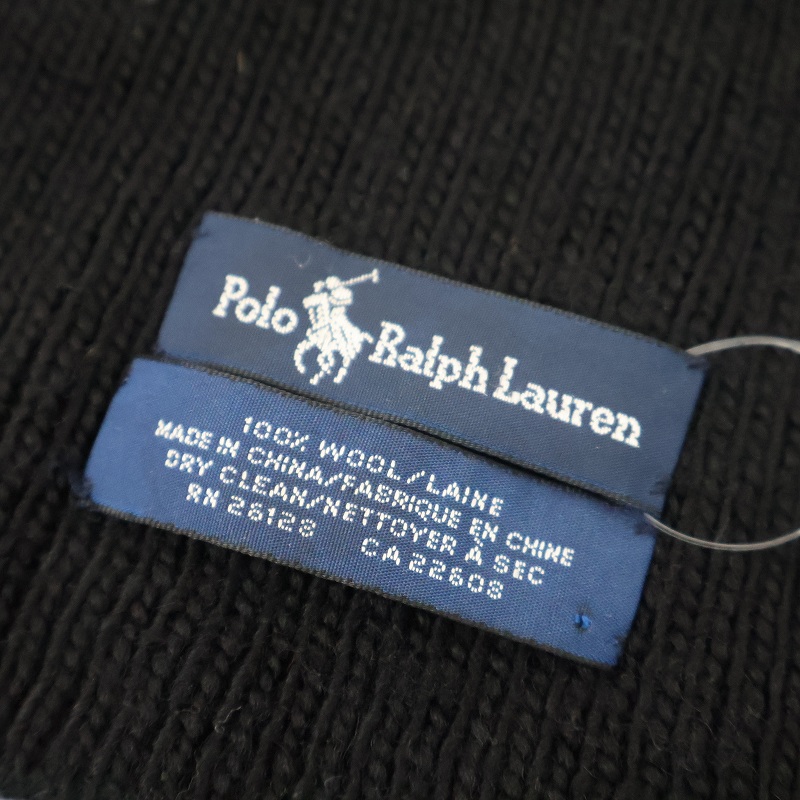 Polo Ralph Lauren
100% WOOL/LAINE
MADE IN CHINA/FABRIQUE EN CHINE
DRY CLEAN/NETTOYER À SEC
RN 26128 CA 22608